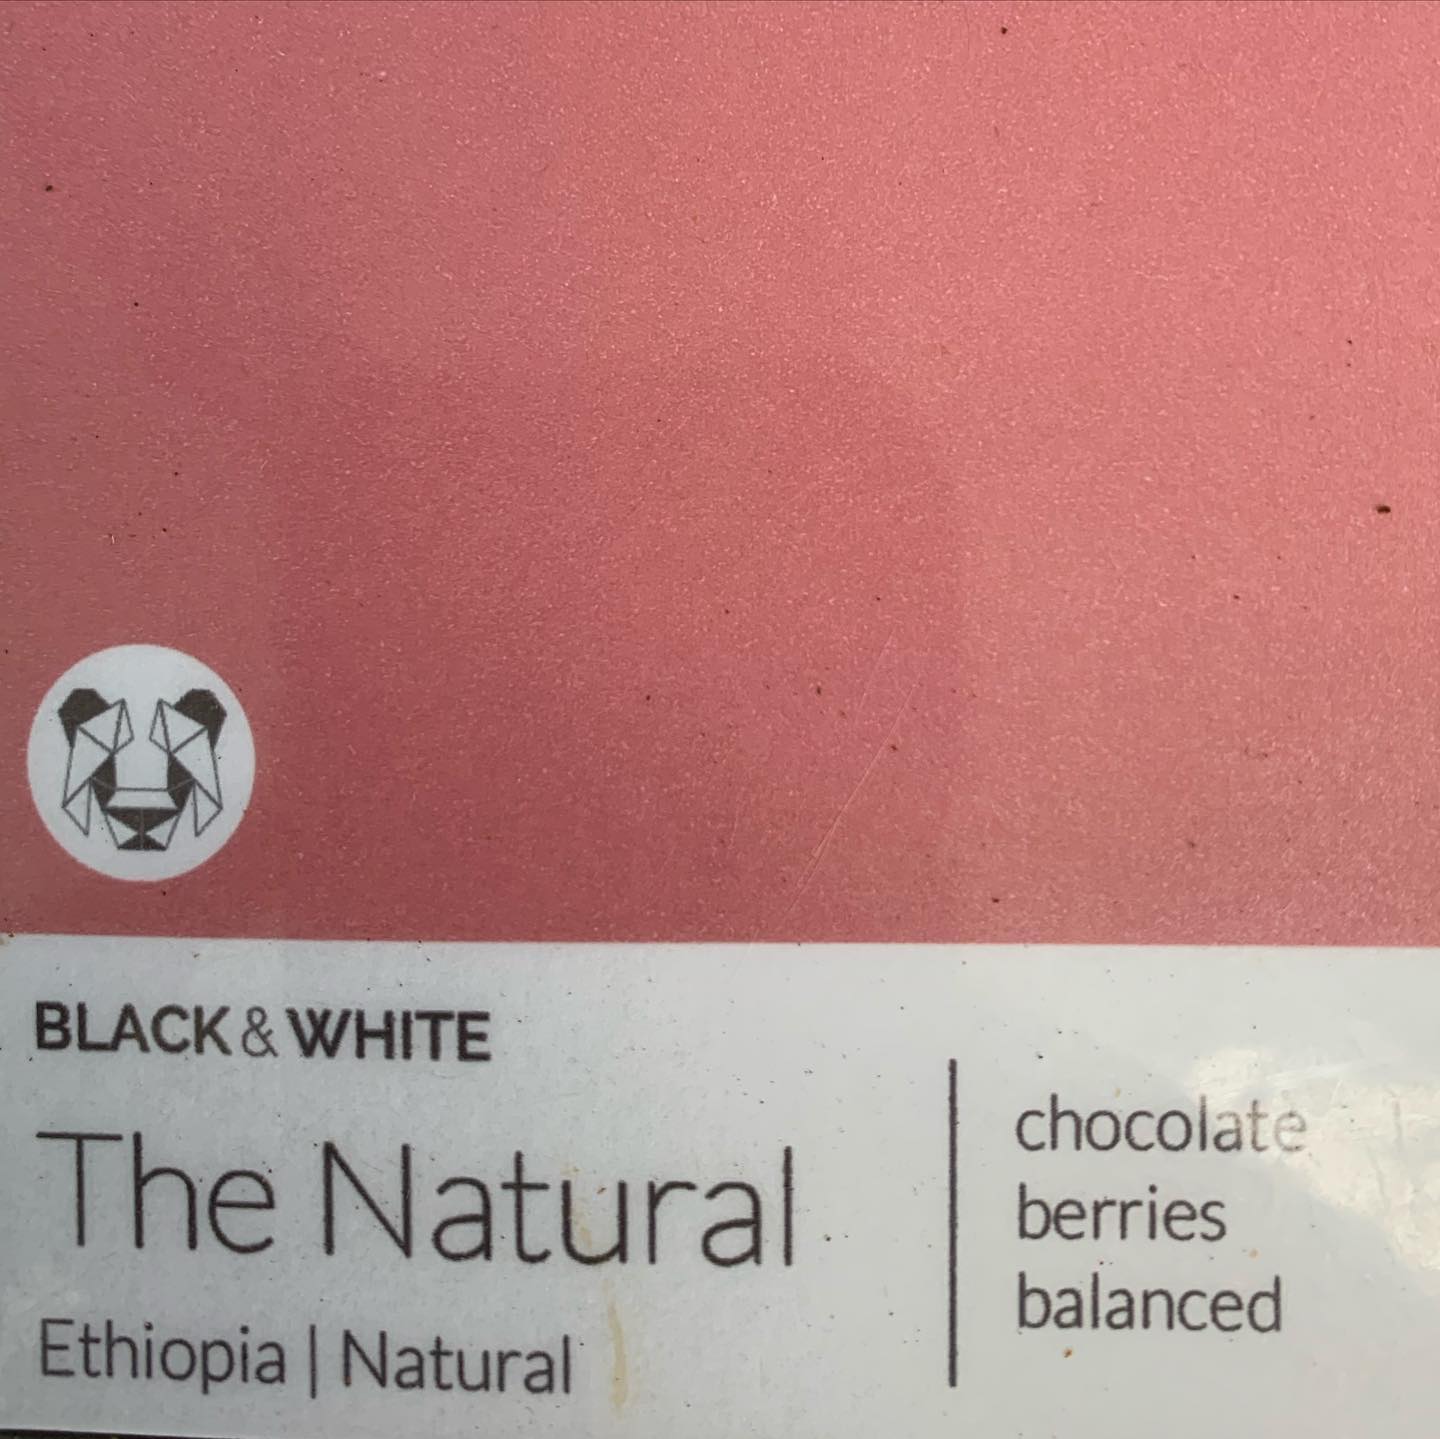 BLACK & WHITE
The Natural
Ethiopia | Natural
chocolate
berries
balanced